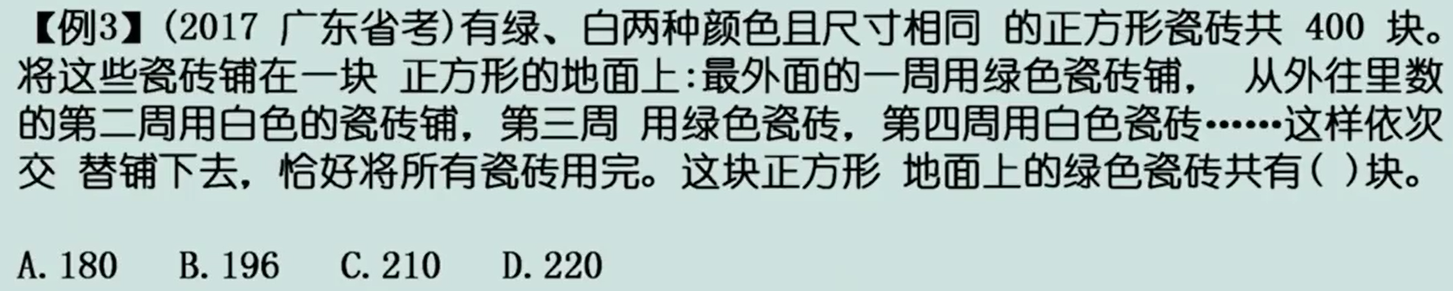 【例3】(2017 广东省考)有绿、白两种颜色且尺寸相同 的正方形瓷砖共 400 块。
将这些瓷砖铺在一块 正方形的地面上:最外面的一周用绿色瓷砖铺， 从外往里数
的第二周用白色的瓷砖铺，第三周 用绿色瓷砖，第四周用白色瓷砖……这样依次
交 替铺下去，恰好将所有瓷砖用完。这块正方形 地面上的绿色瓷砖共有( )块。
A. 180 B. 196 C. 210 D. 220